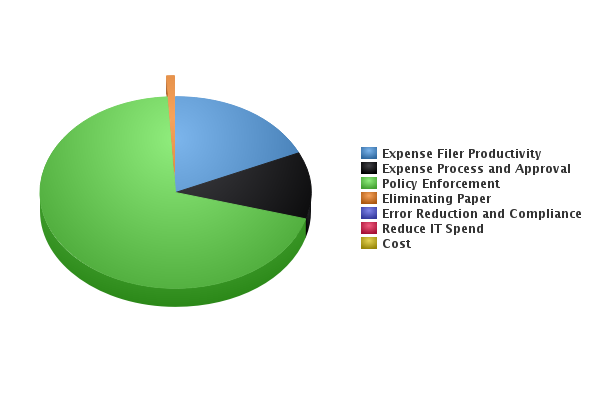 Expense Filer Productivity
Expense Process and Approval
Policy Enforcement
Eliminating Paper
Error Reduction and Compliance
Reduce IT Spend
Cost